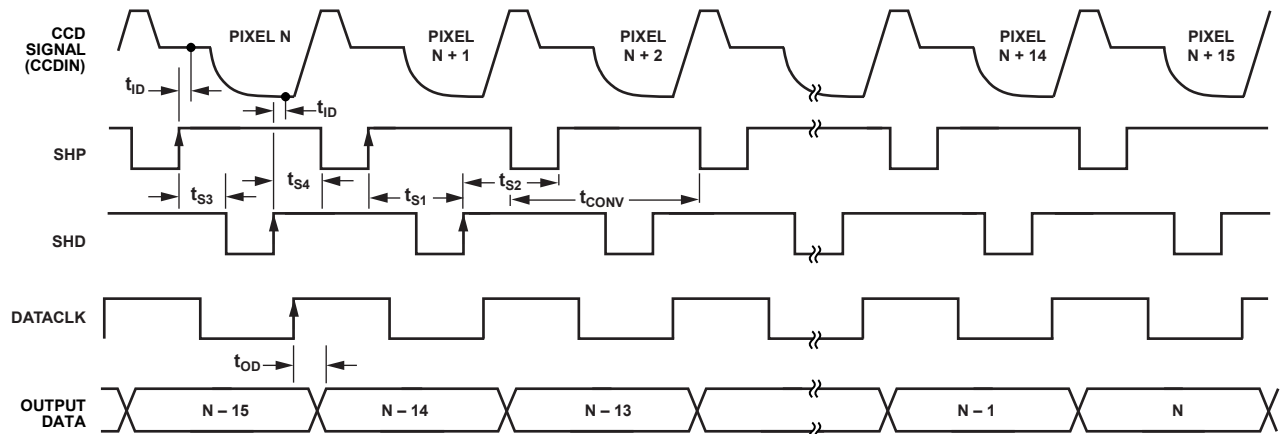 CCD
SIGNAL
(CCDIN)
PIXEL N
PIXEL
N + 1
PIXEL
N + 2
PIXEL
N + 14
PIXEL
N + 15
tID
tID
SHP
tS3
tS4
tS1
tS2
tCONV
SHD
DATACLK
tOD
OUTPUT
DATA
N – 15
N – 14
N – 13
N – 1
N